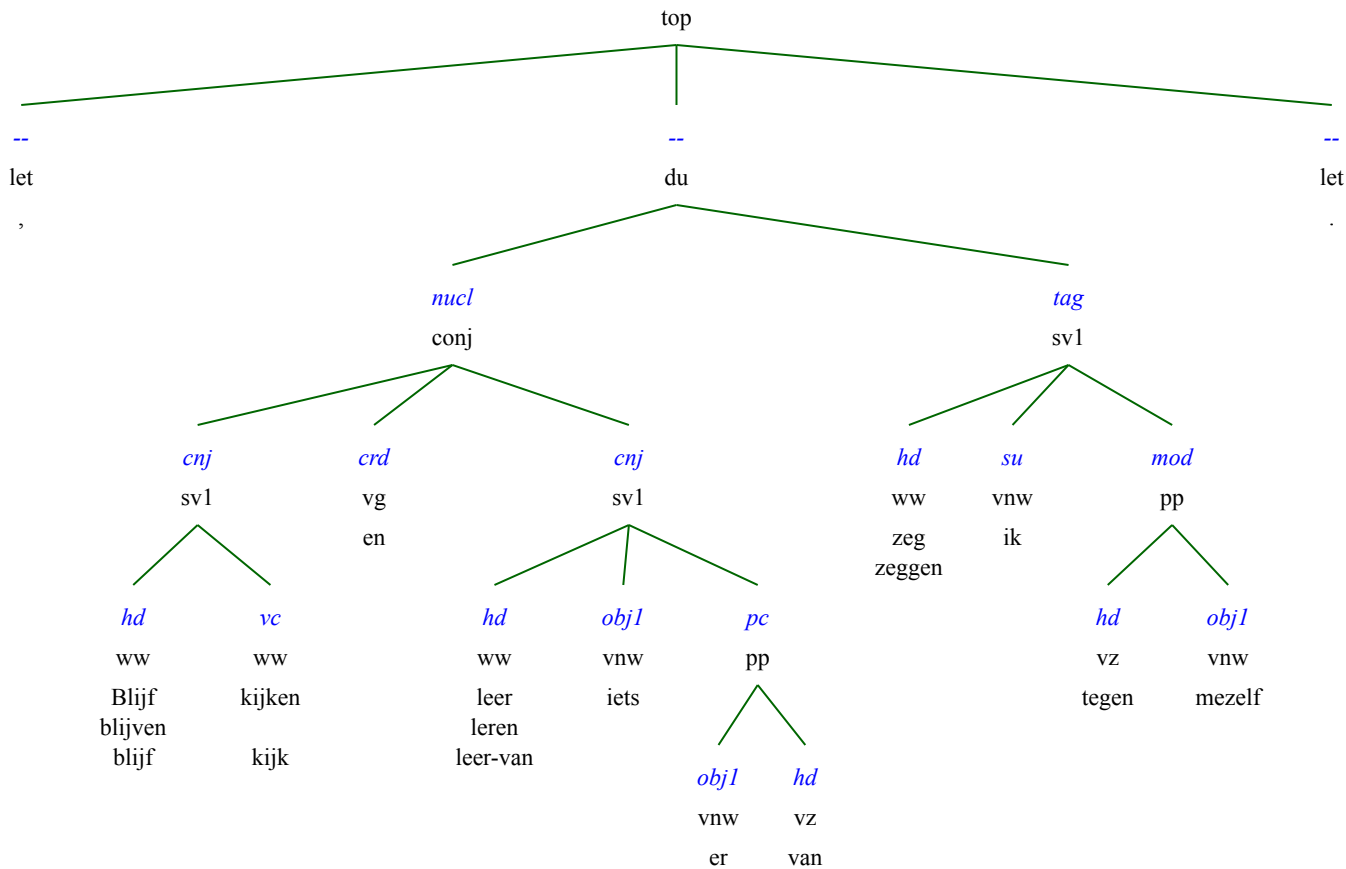 top
-- -- --
let du let
, .
nucl tag
conj sv1
cnj crd cnj hd su mod
sv1 vg sv1 ww vnw pp
en zeg ik
zeggen
hd vc hd obj1 pc hd obj1
ww ww ww vnw pp vz vnw
Blijf kijken leer iets tegen mezelf
blijven leren
blijf kijk leer-van
obj1 hd
vnw vz
er van